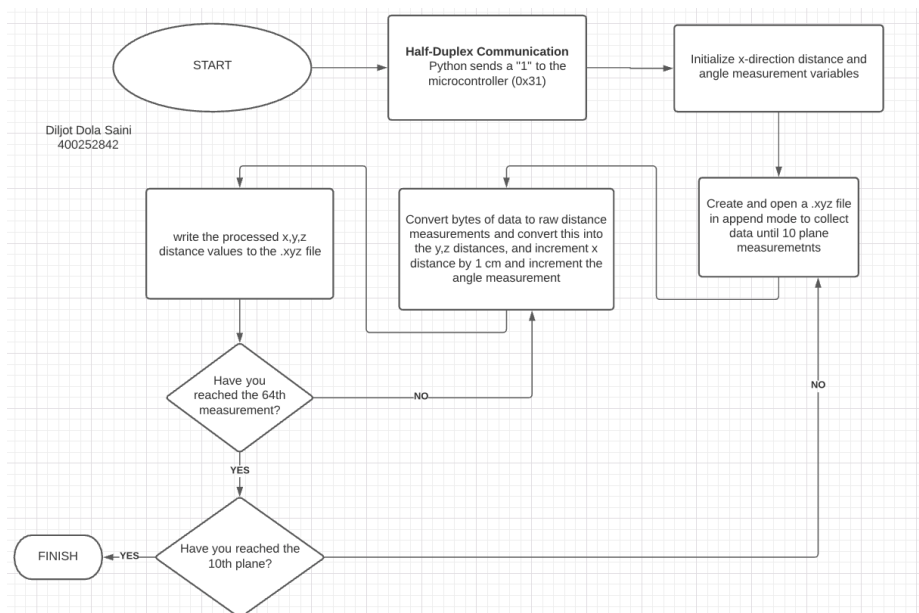 START
Half-Duplex Communication
Python sends a "1" to the
microcontroller (0x31)
Initialize x-direction distance and
angle measurement variables
Diljot Dola Saini
400252842
write the processed x,y,z
distance values to the .xyz file
Convert bytes of data to raw distance
measurements and convert this into
the y,z distances, and increment x
distance by 1 cm and increment the
angle measurement
Create and open a .xyz file
in append mode to collect
data until 10 plane
measuremetnts
Have you
reached the 64th
measurement?
NO
NO
YES
Have you reached the
10th plane?
YES
FINISH